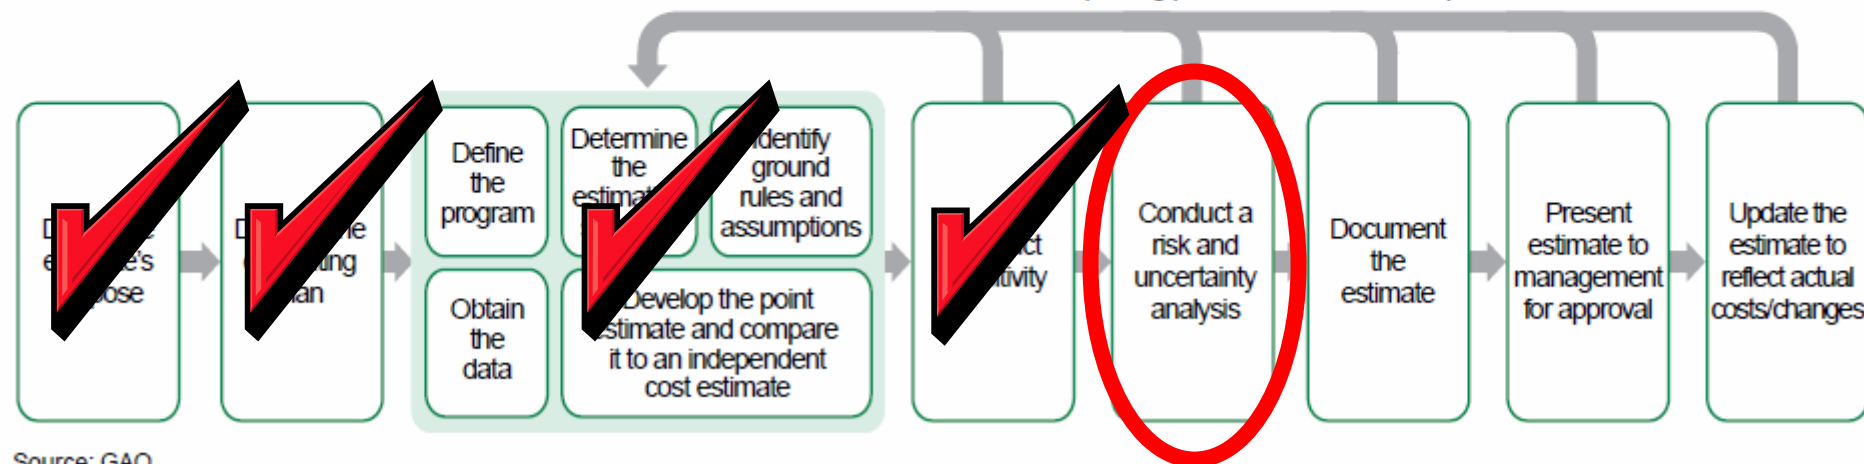 Define
the
program
Determine
the
Identify
ground
rules and
assumptions
Obtain
the
data
Develop the point
estimate and compare
it to an independent
cost estimate
Conduct a
risk and
uncertainty
analysis
Document
the
estimate
Present
estimate to
management
for approval
Update the
estimate to
reflect actual
costs/changes
Source: GAO